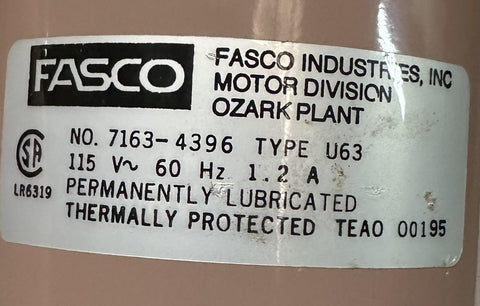 FASCO
FASCO INDUSTRIES, INC
MOTOR DIVISION
OZARK PLANT
NO. 7163-4396 TYPE U63
115 V~ 60 Hz 1.2 A
PERMANENTLY LUBRICATED
THERMALLY PROTECTED TEAO 00195
SA
LR6319